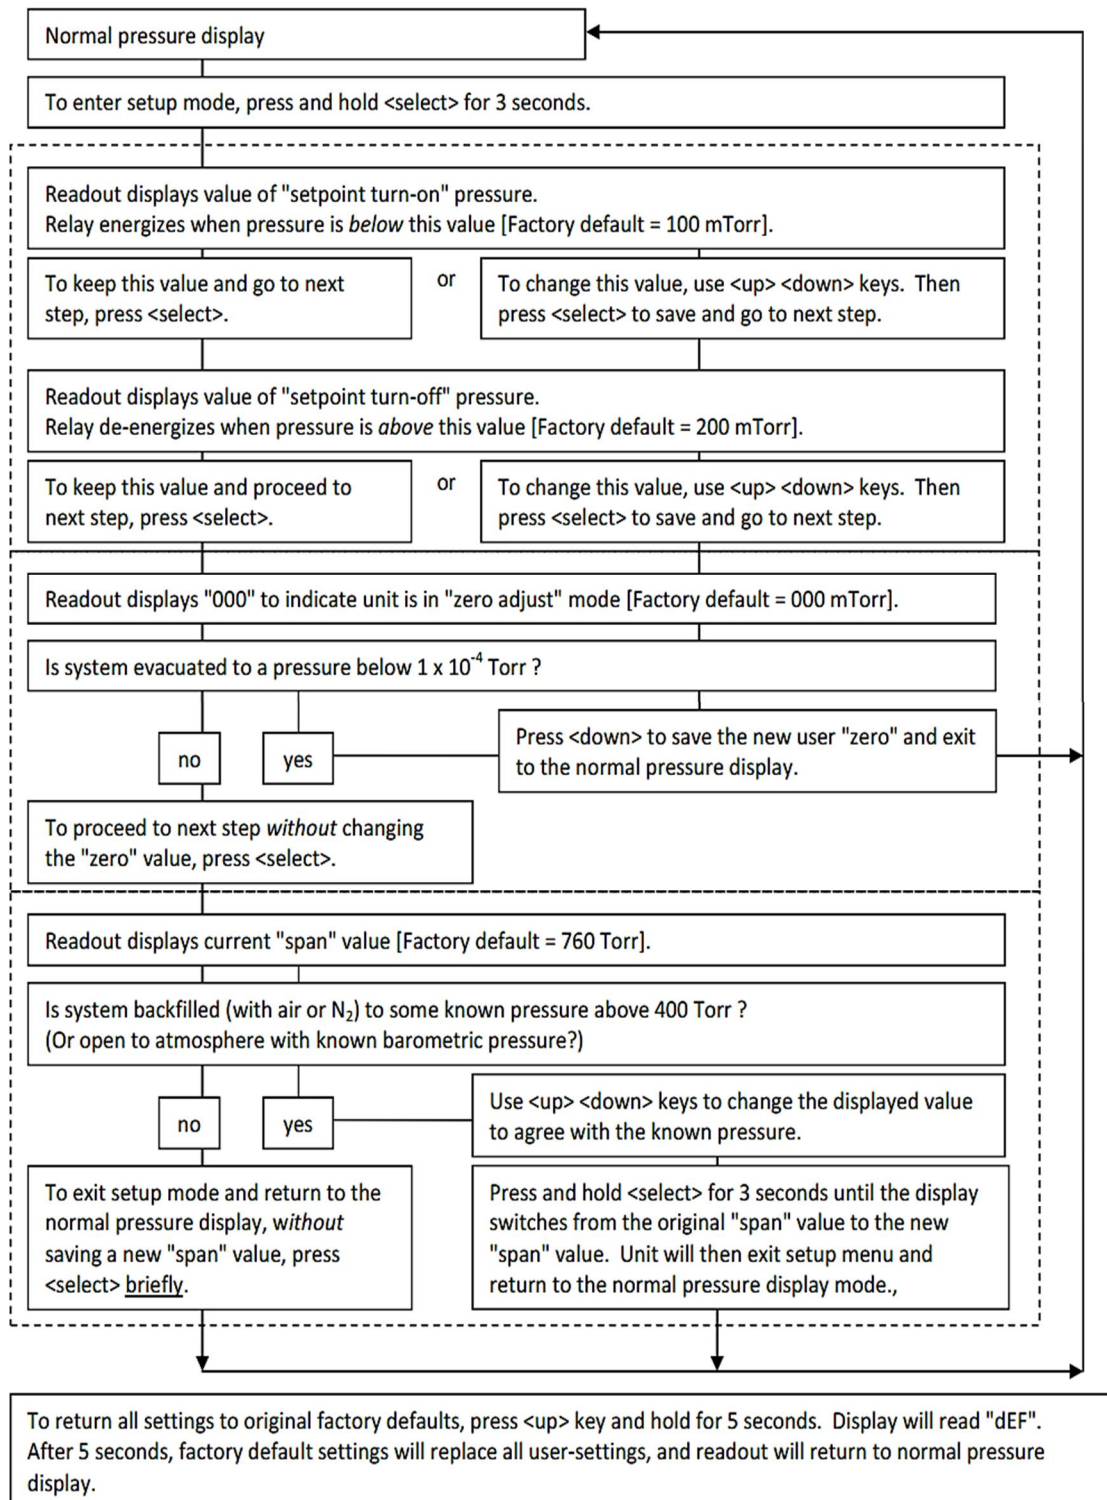 Normal pressure display
To enter setup mode, press and hold <select> for 3 seconds.
Readout displays value of "setpoint turn-on" pressure.
Relay energizes when pressure is below this value [Factory default = 100 mTorr].
To keep this value and go to next
step, press <select>.
or
To change this value, use <up> <down> keys.  Then
press <select> to save and go to next step.
Readout displays value of "setpoint turn-off" pressure.
Relay de-energizes when pressure is above this value [Factory default = 200 mTorr].
To keep this value and proceed to
next step, press <select>.
or
To change this value, use <up> <down> keys.  Then
press <select> to save and go to next step.
Readout displays "000" to indicate unit is in "zero adjust" mode [Factory default = 000 mTorr].
Is system evacuated to a pressure below 1 x 10⁻⁴ Torr ?
no
yes
Press <down> to save the new user "zero" and exit
to the normal pressure display.
To proceed to next step without changing
the "zero" value, press <select>.
Readout displays current "span" value [Factory default = 760 Torr].
Is system backfilled (with air or N₂) to some known pressure above 400 Torr ?
(Or open to atmosphere with known barometric pressure?)
no
yes
Use <up> <down> keys to change the displayed value
to agree with the known pressure.
To exit setup mode and return to the
normal pressure display, without
saving a new "span" value, press
<select> briefly.
Press and hold <select> for 3 seconds until the display
switches from the original "span" value to the new
"span" value.  Unit will then exit setup menu and
return to the normal pressure display mode.,
To return all settings to original factory defaults, press <up> key and hold for 5 seconds.  Display will read "dEF".
After 5 seconds, factory default settings will replace all user-settings, and readout will return to normal pressure
display.